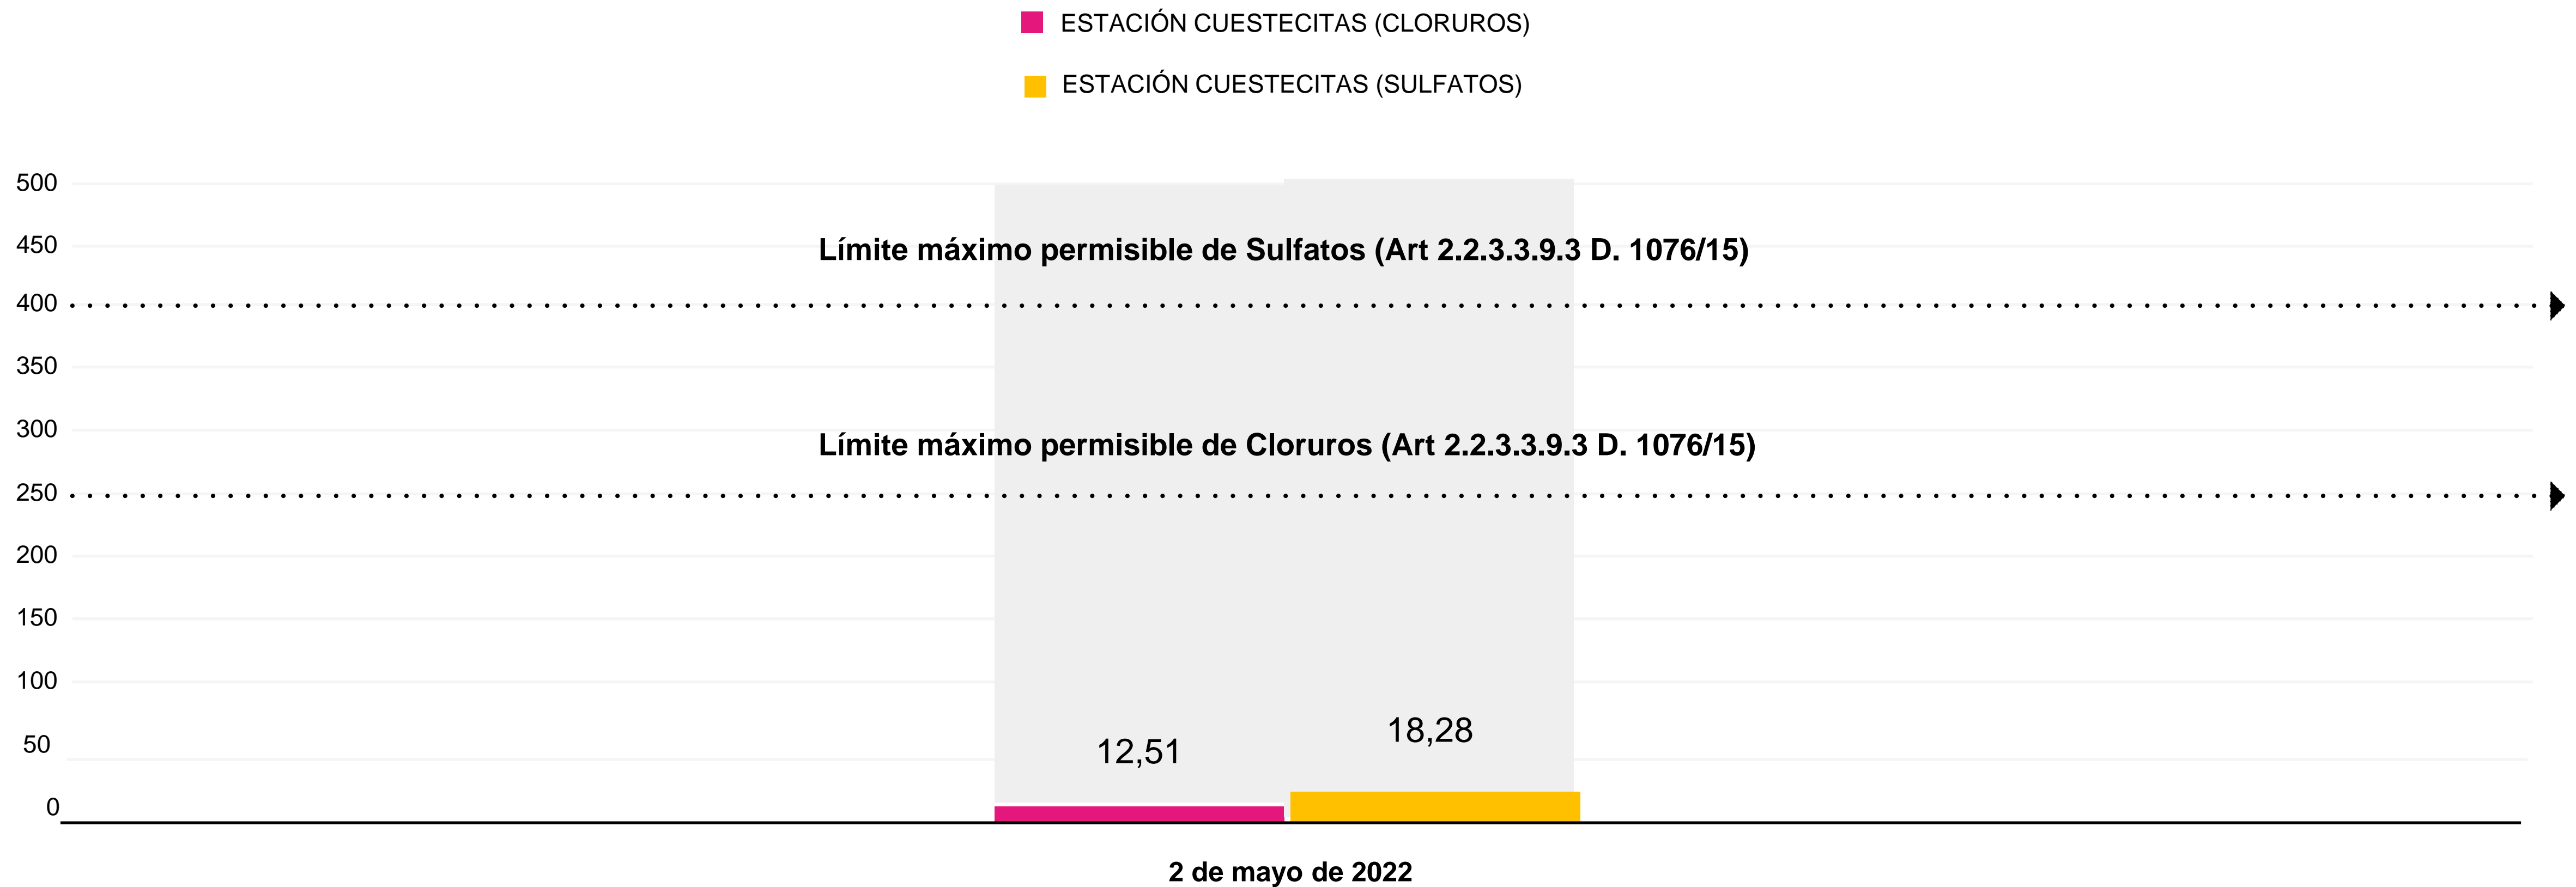 ESTACIÓN CUESTECITAS (CLORUROS)
ESTACIÓN CUESTECITAS (SULFATOS)
500
450
Límite máximo permisible de Sulfatos (Art 2.2.3.3.9.3 D. 1076/15)
400
350
300
Límite máximo permisible de Cloruros (Art 2.2.3.3.9.3 D. 1076/15)
250
200
150
100
50
12,51
18,28
0
2 de mayo de 2022